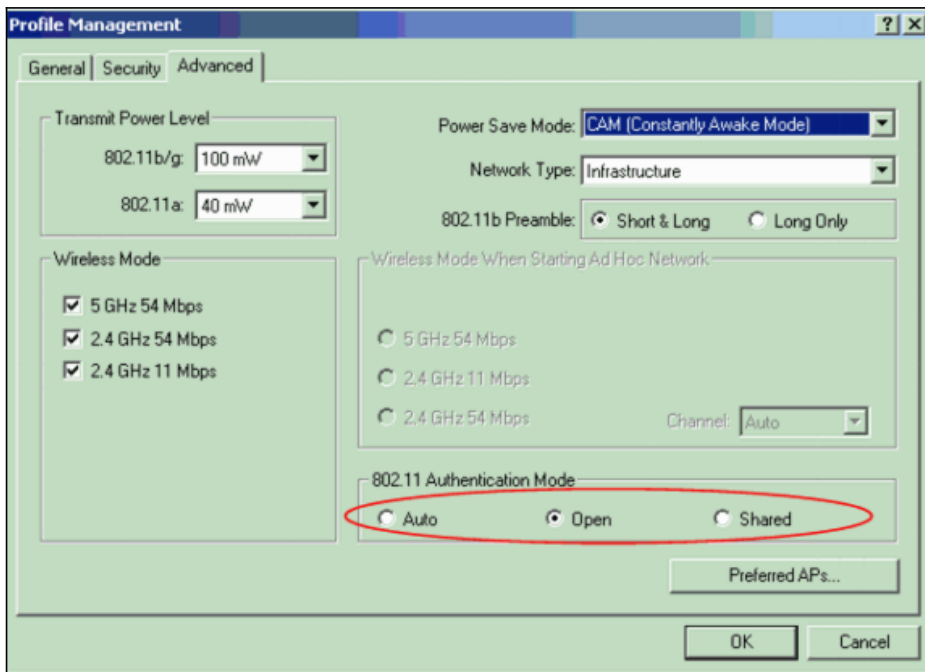 Profile Management
General Security Advanced
Transmit Power Level
802.11b/g: 100 mW
802.11a: 40 mW
Power Save Mode: CAM (Constantly Awake Mode)
Network Type: Infrastructure
802.11b Preamble: Short & Long Long Only
Wireless Mode
5 GHz 54 Mbps
2.4 GHz 54 Mbps
2.4 GHz 11 Mbps
Wireless Mode When Starting Ad Hoc Network
5 GHz 54 Mbps
2.4 GHz 11 Mbps
2.4 GHz 54 Mbps
Channel: Auto
802.11 Authentication Mode
Auto Open Shared
Preferred APs...
OK Cancel